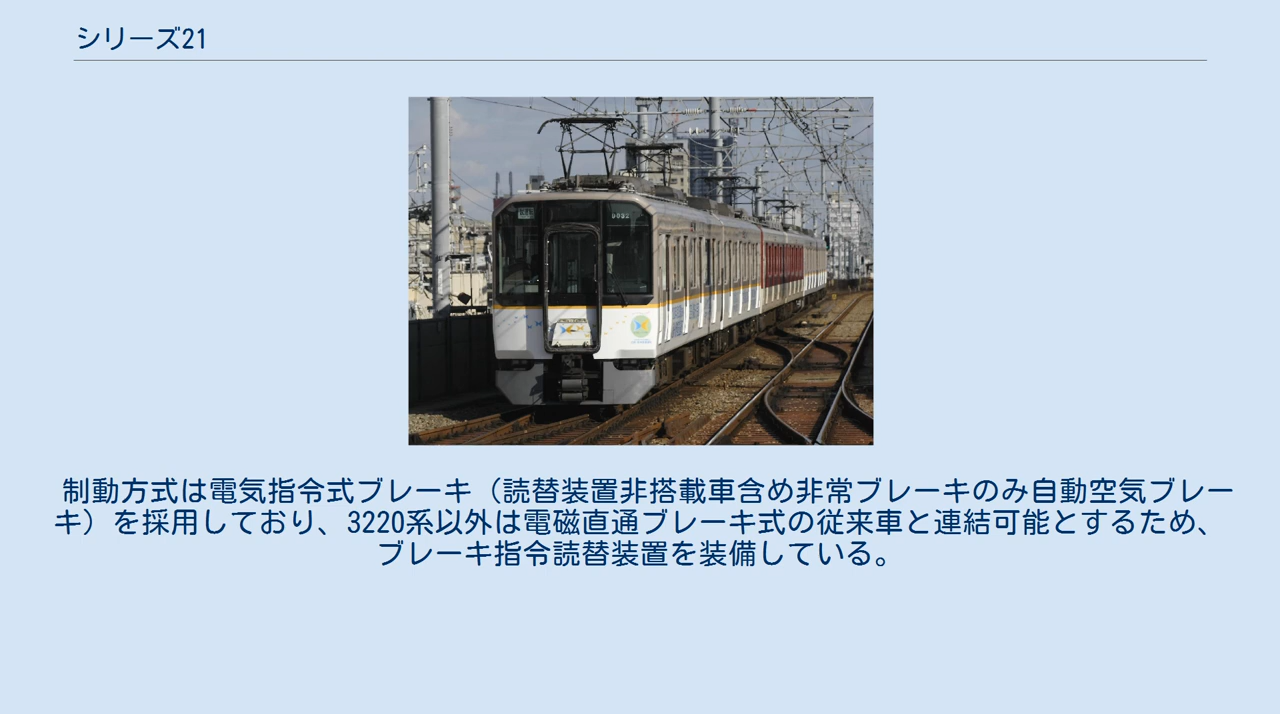 シリーズ21
制動方式は電気指令式ブレーキ（読替装置非搭載車含め非常ブレーキのみ自動空気ブレー
キ）を採用しており、3220系以外は電磁直通ブレーキ式の従来車と連結可能とするため、
ブレーキ指令読替装置を装備している。